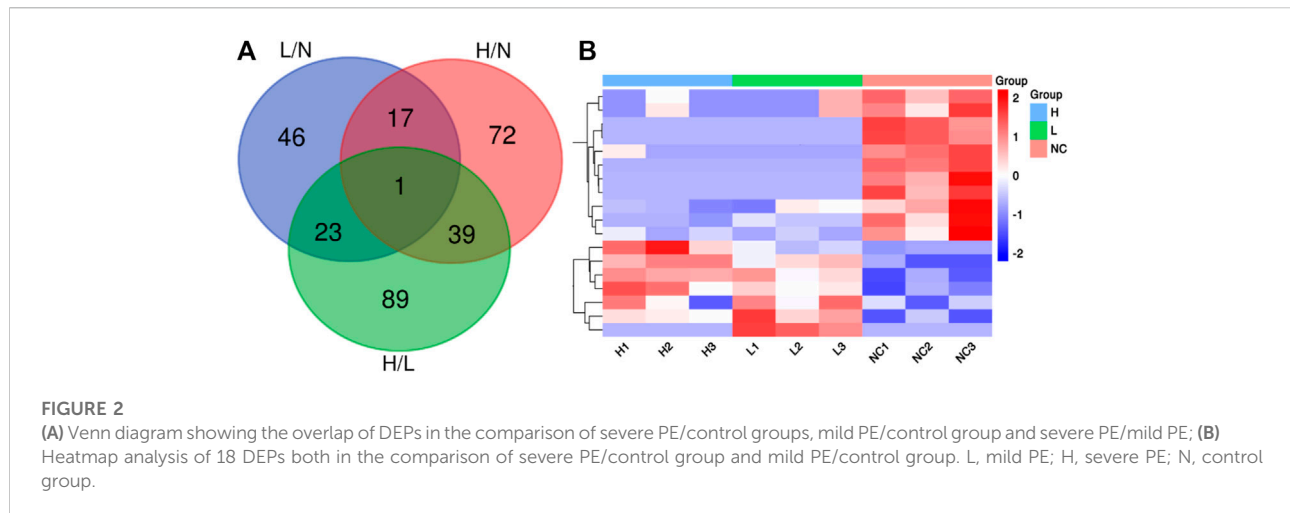 A
L/N
H/N
46
17
72
1
23
39
89
H/L
B
Group
2
1
0
-1
-2
Group
H
L
NC
H1 H2 H3 L1 L2 L3 NC1 NC2 NC3
FIGURE 2
(A) Venn diagram showing the overlap of DEPs in the comparison of severe PE/control groups, mild PE/control group and severe PE/mild PE; (B)
Heatmap analysis of 18 DEPs both in the comparison of severe PE/control group and mild PE/control group. L, mild PE; H, severe PE; N, control
group.